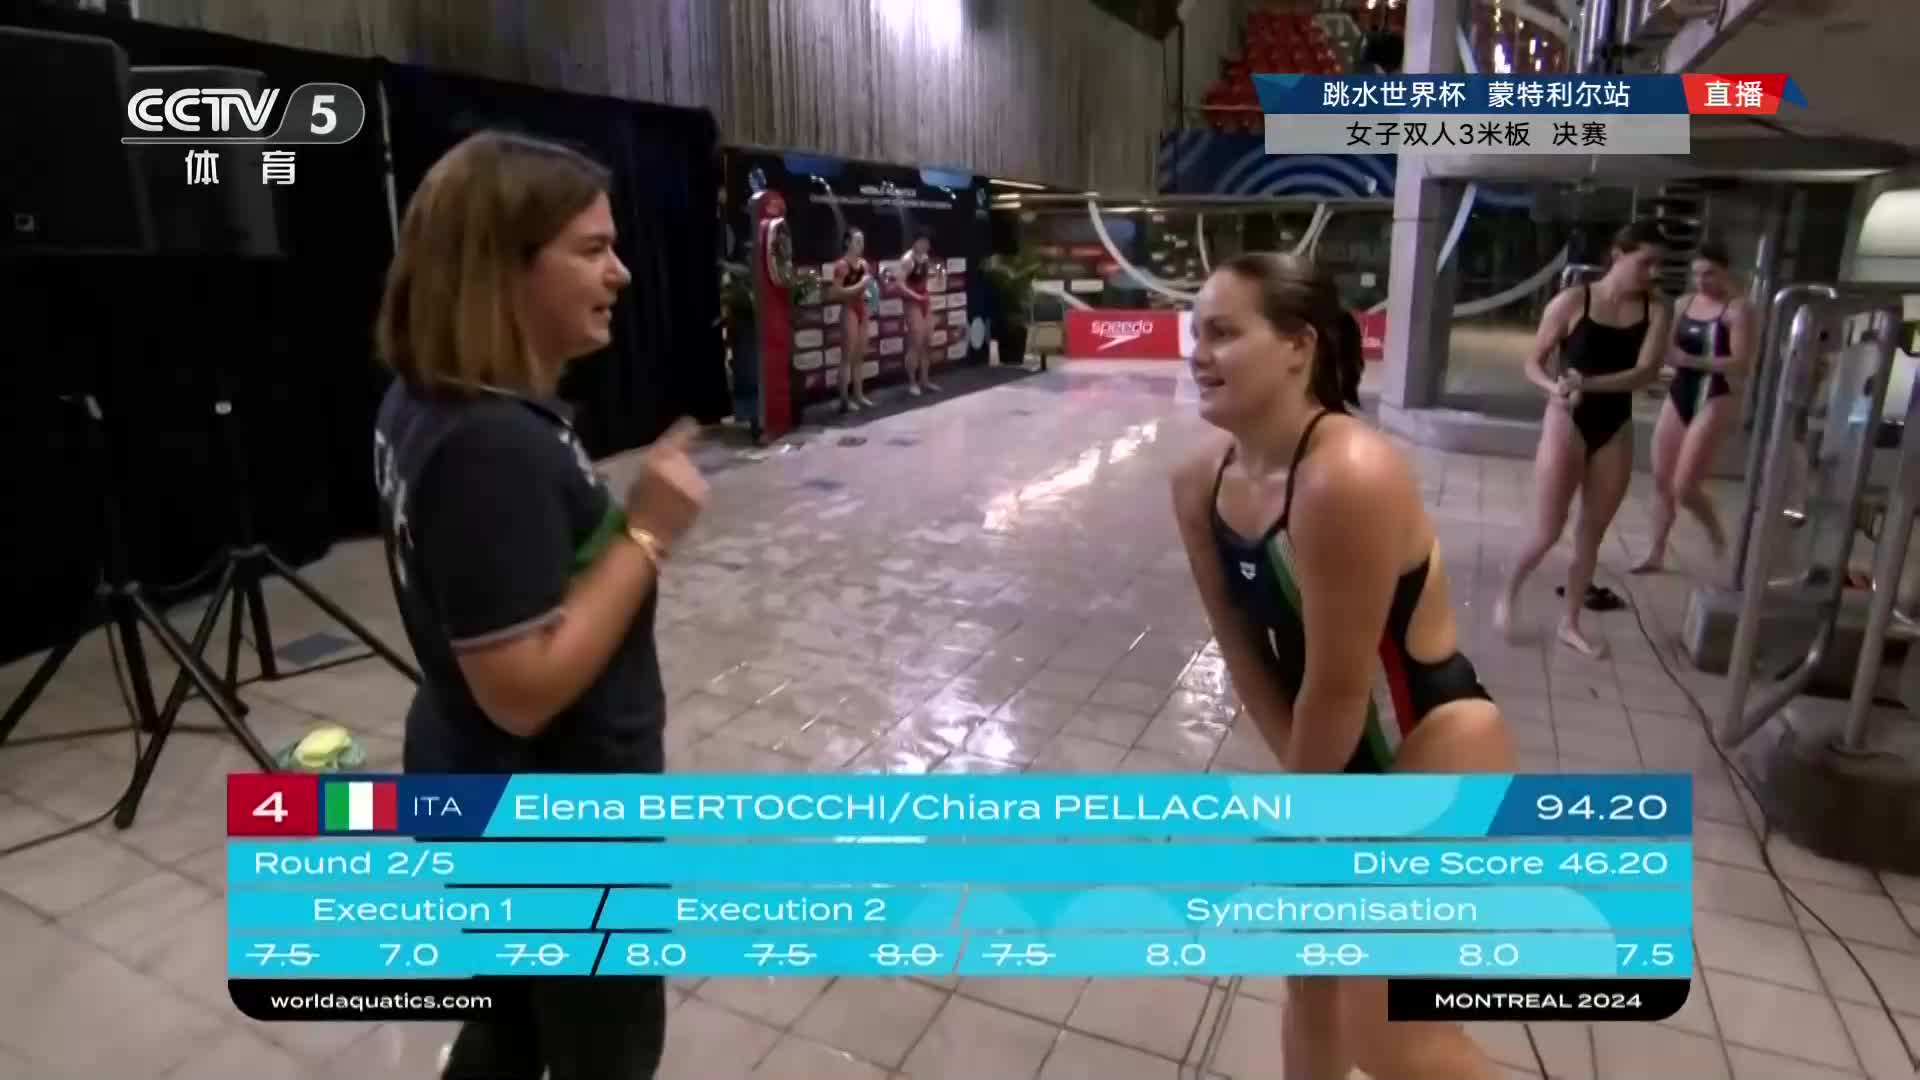 CCTV 5
体 育
跳水世界杯 蒙特利尔站 直播
女子双人3米板 决赛
speedo
4 ITA Elena BERTOCCHI/Chiara PELLACANI 94.20
Round 2/5 Dive Score 46.20
Execution 1 Execution 2 Synchronisation
7.5 7.0 7.0 8.0 7.5 8.0 7.5 8.0 8.0 8.0 7.5
worldaquatics.com MONTREAL 2024